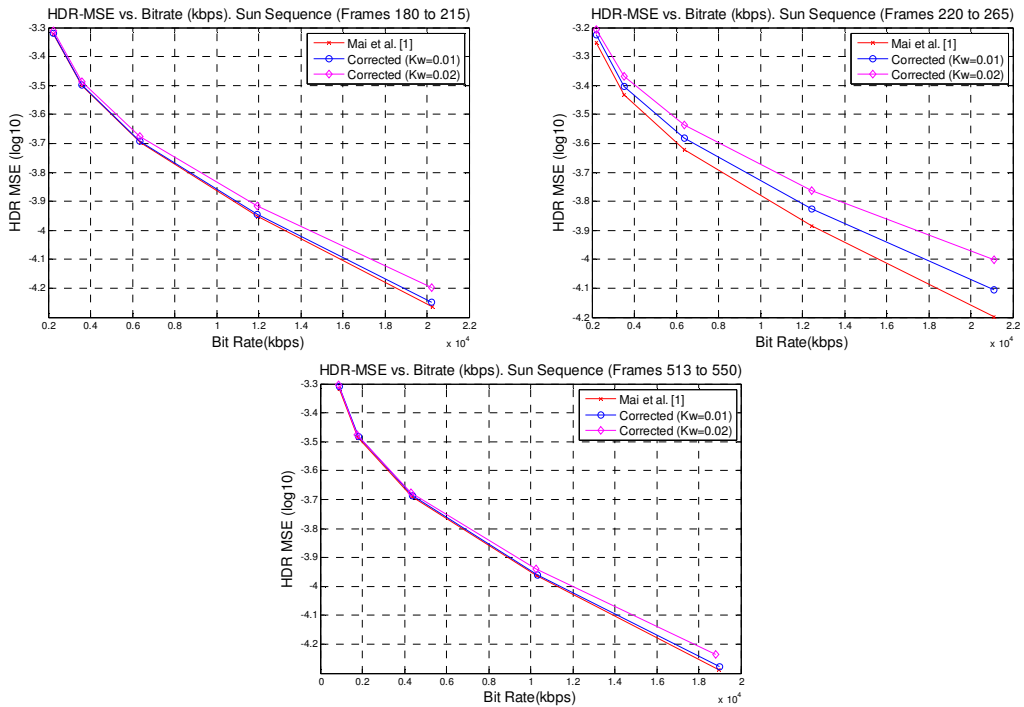 HDR-MSE vs. Bitrate (kbps). Sun Sequence (Frames 180 to 215)
-3.3
-3.4
-3.5
-3.6
-3.7
-3.8
-3.9
-4
-4.1
-4.2
HDR MSE (log10)
Mai et al. [1]
Corrected (Kw=0.01)
Corrected (Kw=0.02)
0.2 0.4 0.6 0.8 1 1.2 1.4 1.6 1.8 2 2.2
x 10⁴
Bit Rate(kbps)
HDR-MSE vs. Bitrate (kbps). Sun Sequence (Frames 220 to 265)
-3.3
-3.4
-3.5
-3.6
-3.7
-3.8
-3.9
-4
-4.1
-4.2
HDR MSE (log10)
Mai et al. [1]
Corrected (Kw=0.01)
Corrected (Kw=0.02)
0.2 0.4 0.6 0.8 1 1.2 1.4 1.6 1.8 2 2.2
x 10⁴
Bit Rate(kbps)
HDR-MSE vs. Bitrate (kbps). Sun Sequence (Frames 513 to 550)
-3.3
-3.4
-3.5
-3.6
-3.7
-3.8
-3.9
-4
-4.1
-4.2
HDR MSE (log10)
Mai et al. [1]
Corrected (Kw=0.01)
Corrected (Kw=0.02)
0 0.2 0.4 0.6 0.8 1 1.2 1.4 1.6 1.8 2
x 10⁴
Bit Rate(kbps)